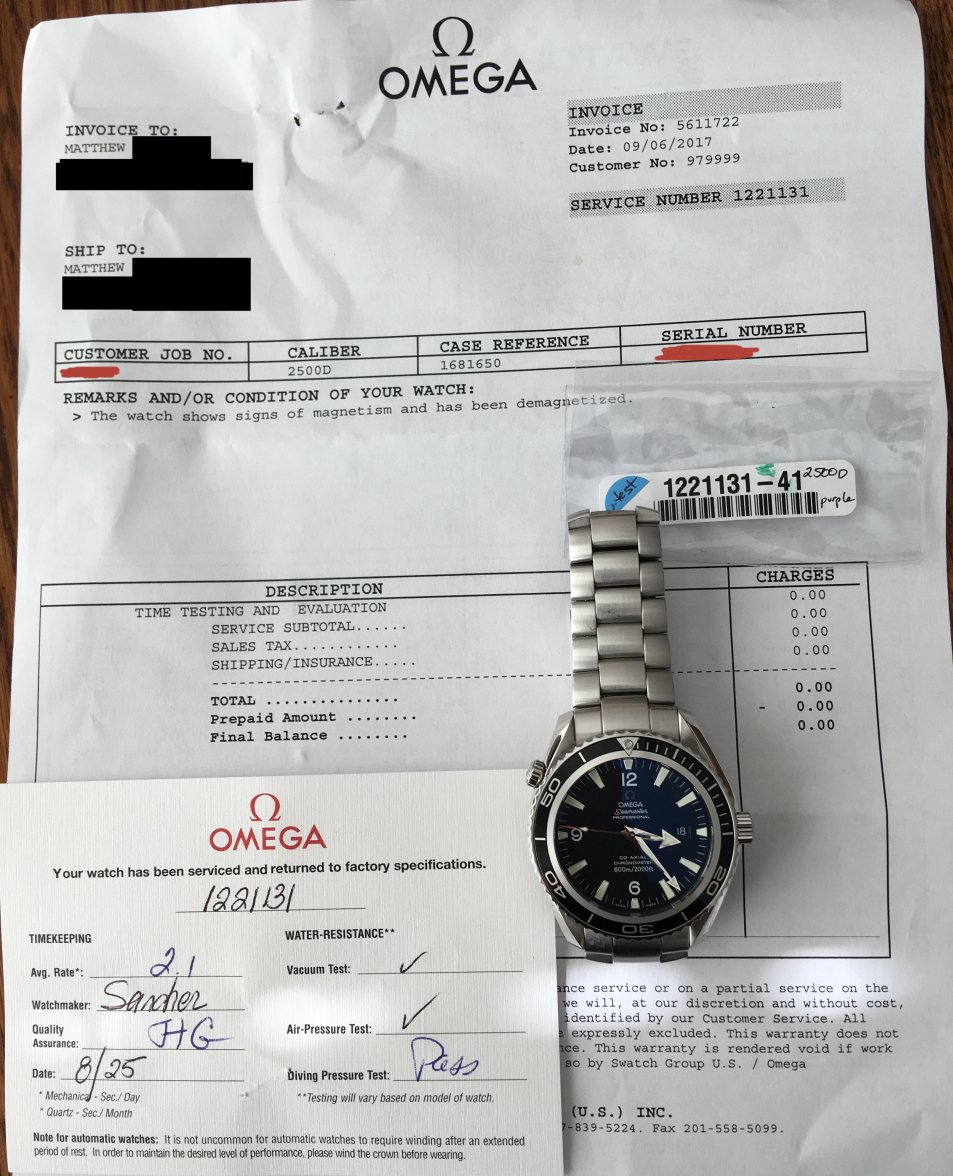 Ω
OMEGA
INVOICE TO:
MATTHEW
INVOICE
Invoice No: 5611722
Date: 09/06/2017
Customer No: 979999
SERVICE NUMBER 1221131
SHIP TO:
MATTHEW
CUSTOMER JOB NO. CALIBER CASE REFERENCE SERIAL NUMBER
2500D 1681650
REMARKS AND/OR CONDITION OF YOUR WATCH:
> The watch shows signs of magnetism and has been demagnetized.
test 1221131-41 2500D
purple
DESCRIPTION CHARGES
TIME TESTING AND EVALUATION 0.00
SERVICE SUBTOTAL...... 0.00
SALES TAX............ 0.00
SHIPPING/INSURANCE..... 0.00
TOTAL ............... 0.00
Prepaid Amount ........ - 0.00
Final Balance ........ 0.00
12
OMEGA
Seamaster
PROFESSIONAL
9
18
CO-AXIAL
CHRONOMETER
600m/2000ft
6
50
40
30
20
Ω
OMEGA
Your watch has been serviced and returned to factory specifications.
1221131
TIMEKEEPING
Avg. Rate*: 2.1
Watchmaker: Sancher
Quality
Assurance: HG
Date: 8/25
* Mechanical - Sec./ Day
* Quartz - Sec./ Month
WATER-RESISTANCE**
Vacuum Test: ✓
Air-Pressure Test: ✓
Diving Pressure Test: Pass
**Testing will vary based on model of watch.
Note for automatic watches: It is not uncommon for automatic watches to require winding after an extended
period of rest. In order to maintain the desired level of performance, please wind the crown before wearing.
service or on a partial service on the
we will, at our discretion and without cost,
identified by our Customer Service. All
expressly excluded. This warranty does not
This warranty is rendered void if work
so by Swatch Group U.S. / Omega
(U.S.) INC.
-839-5224. Fax 201-558-5099.